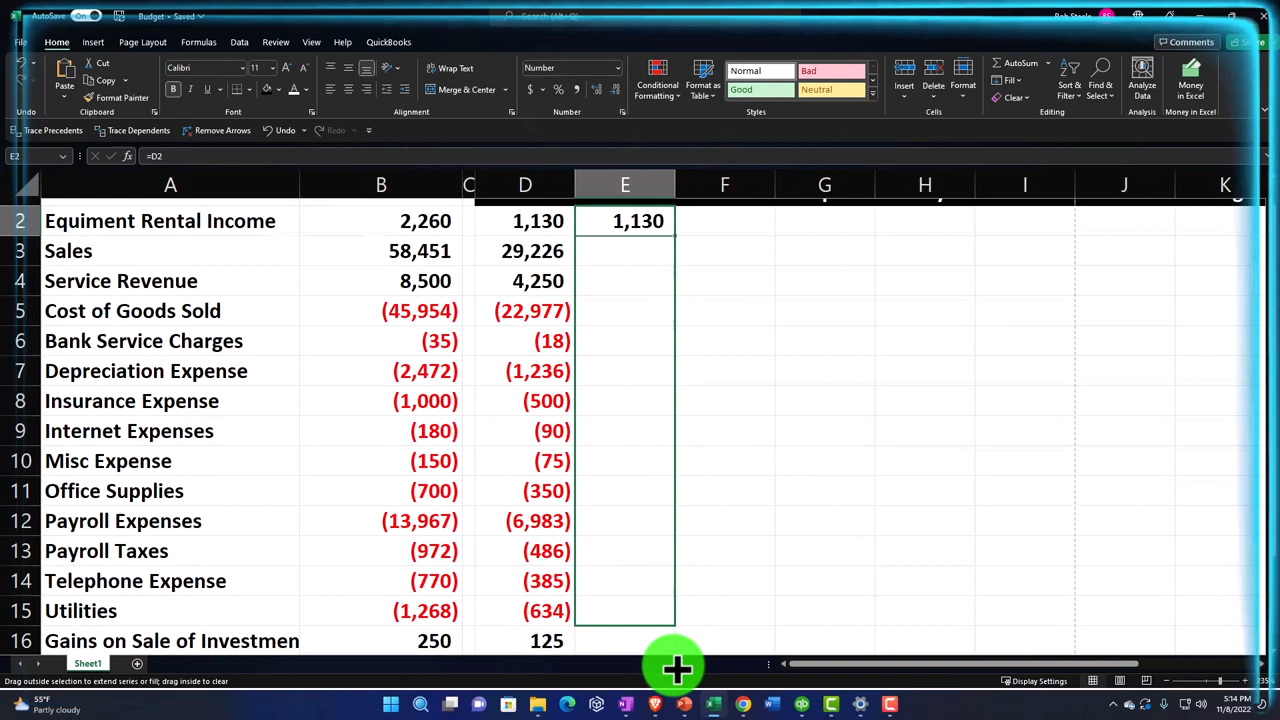 AutoSave On Budget - Saved Search (Alt+Q) Bob Steele BS
File Home Insert Page Layout Formulas Data Review View Help QuickBooks Comments Share
Paste Cut Copy Format Painter Calibri 11 Wrap Text Merge & Center Number Conditional Formatting Format as Table Normal Bad Good Neutral Insert Delete Format AutoSum Fill Clear Sort & Filter Find & Select Analyze Data Money in Excel
Undo Clipboard Font Alignment Number Styles Cells Editing Analysis Money in Excel
Trace Precedents Trace Dependents Remove Arrows Undo Redo
E2 fx =D2
A B C D E F G H I J K
2 Equiment Rental Income 2,260 1,130 1,130
3 Sales 58,451 29,226
4 Service Revenue 8,500 4,250
5 Cost of Goods Sold (45,954) (22,977)
6 Bank Service Charges (35) (18)
7 Depreciation Expense (2,472) (1,236)
8 Insurance Expense (1,000) (500)
9 Internet Expenses (180) (90)
10 Misc Expense (150) (75)
11 Office Supplies (700) (350)
12 Payroll Expenses (13,967) (6,983)
13 Payroll Taxes (972) (486)
14 Telephone Expense (770) (385)
15 Utilities (1,268) (634)
16 Gains on Sale of Investmen 250 125
Sheet1
Drag outside selection to extend series or fill; drag inside to clear Display Settings 235%
55°F
Partly cloudy
5:14 PM
11/8/2022